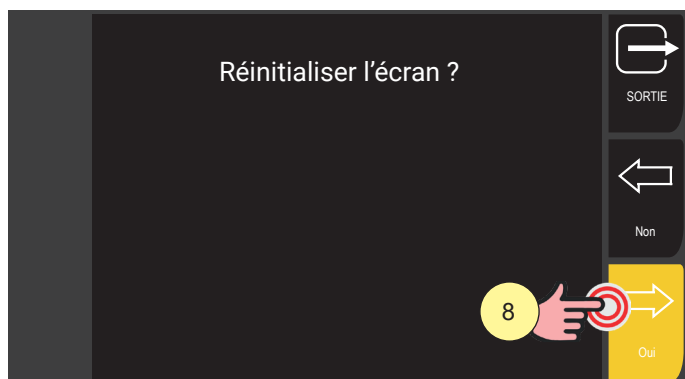 Réinitialiser l’écran ?
SORTIE
Non
8
Oui